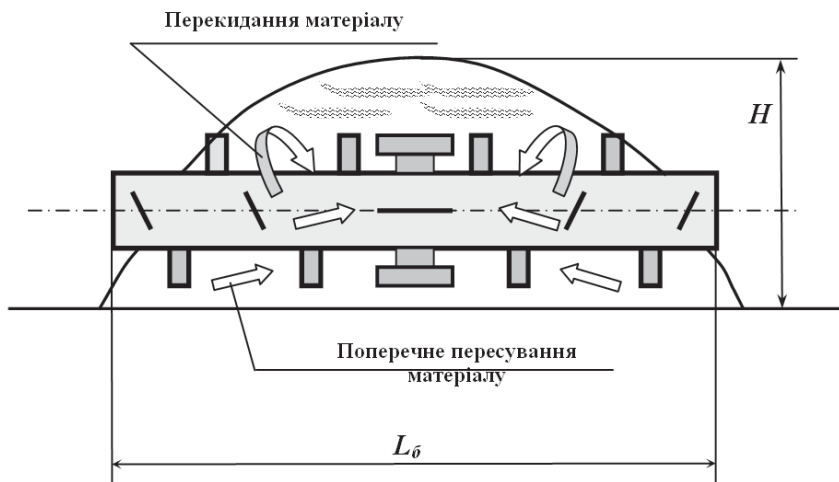 Перекидання матеріалу
H
Поперечне пересування
матеріалу
Lб